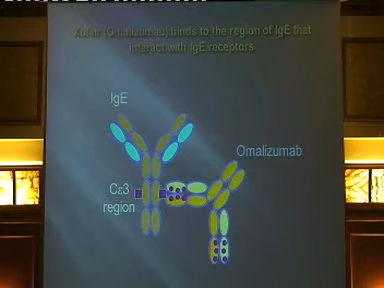 Xolair (Omalizumab) binds to the region of IgE that
interact with IgE receptors
IgE
Omalizumab
Cε3
region